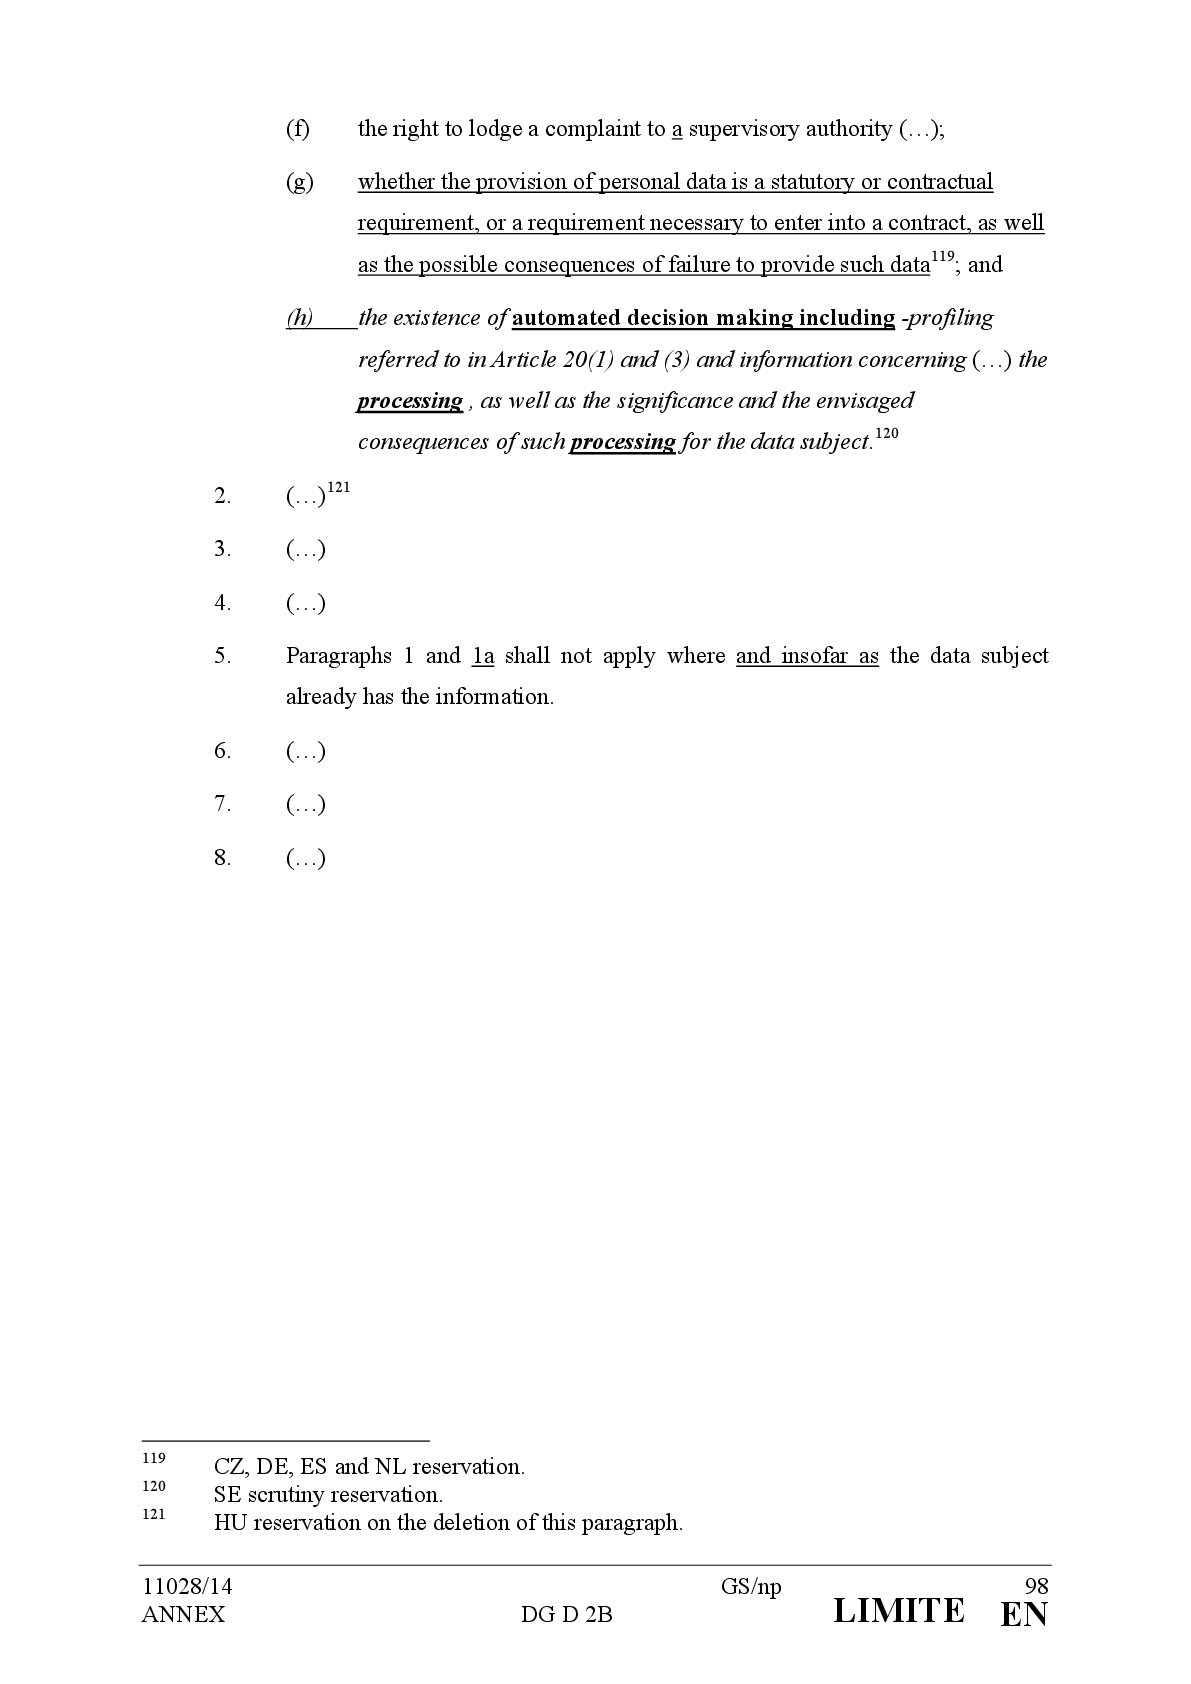 (f) the right to lodge a complaint to a supervisory authority (…);
(g) whether the provision of personal data is a statutory or contractual
requirement, or a requirement necessary to enter into a contract, as well
as the possible consequences of failure to provide such data119; and
(h) the existence of automated decision making including -profiling
referred to in Article 20(1) and (3) and information concerning (…) the
processing , as well as the significance and the envisaged
consequences of such processing for the data subject.120
2. (…)121
3. (…)
4. (…)
5. Paragraphs 1 and 1a shall not apply where and insofar as the data subject
already has the information.
6. (…)
7. (…)
8. (…)
119 CZ, DE, ES and NL reservation.
120 SE scrutiny reservation.
121 HU reservation on the deletion of this paragraph.
11028/14 GS/np 98
ANNEX DG D 2B LIMITE EN